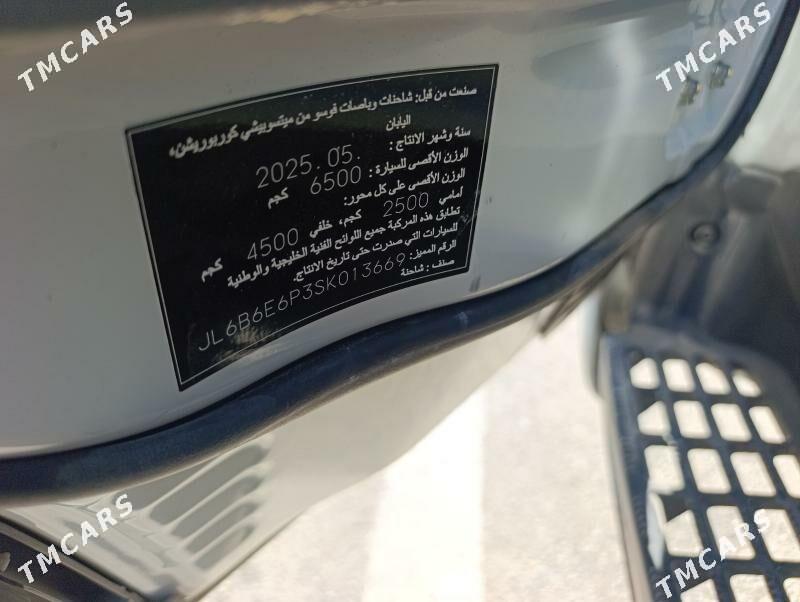 TMCARS
TMCARS
صنعت من قبل: شاحنات وباصات فوسو من ميتسوبيشي كوربوريشن،
اليابان
سنة وشهر الانتاج : 2025.05.
الوزن الأقصى للسيارة : 6500 كجم
الوزن الأقصى على كل محور:
أمامي 2500 كجم، خلفي 4500 كجم
تطابق هذه المركبة جميع اللوائح الفنية الخليجية والوطنية
للسيارات التي صدرت حتى تاريخ الانتاج.
الرقم المميز: JL6B6E6P3SK013669
صنف : شاحنة
TMCARS
TMCARS